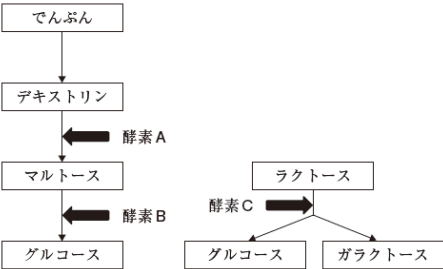 でんぷん
デキストリン
酵素A
マルトース
酵素B
グルコース
ラクトース
酵素C
グルコース
ガラクトース